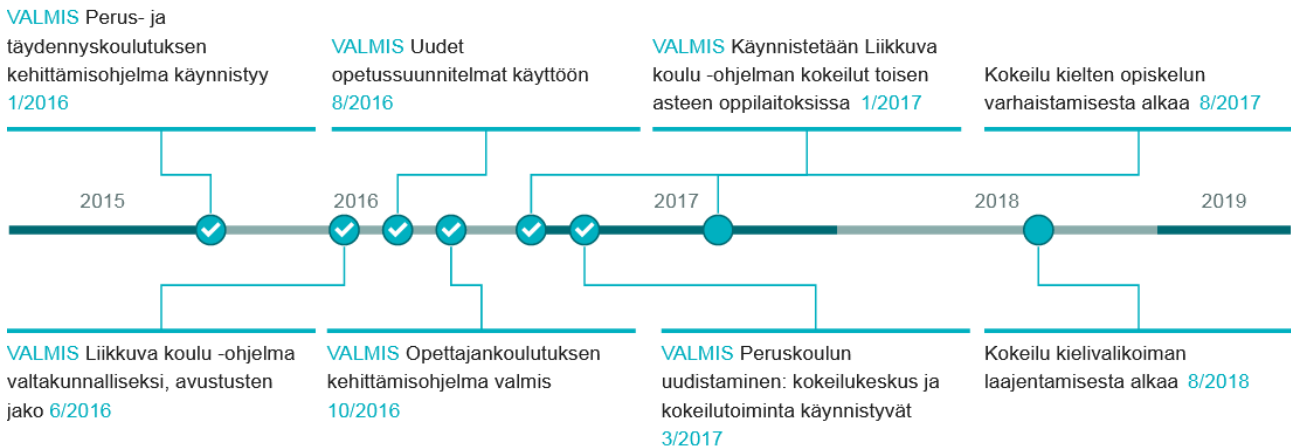 VALMIS Perus- ja
täydennyskoulutuksen
kehittämisohjelma käynnistyy
1/2016
VALMIS Uudet
opetussuunnitelmat käyttöön
8/2016
VALMIS Käynnistetään Liikkuva
koulu -ohjelman kokeilut toisen
asteen oppilaitoksissa 1/2017
Kokeilu kielten opiskelun
varhaistamisesta alkaa 8/2017
2015
2016
2017
2018
2019
VALMIS Liikkuva koulu -ohjelma
valtakunnalliseksi, avustusten
jako 6/2016
VALMIS Opettajankoulutuksen
kehittämisohjelma valmis
10/2016
VALMIS Peruskoulun
uudistaminen: kokeilukeskus ja
kokeilutoiminta käynnistyvät
3/2017
Kokeilu kielivalikoiman
laajentamisesta alkaa 8/2018